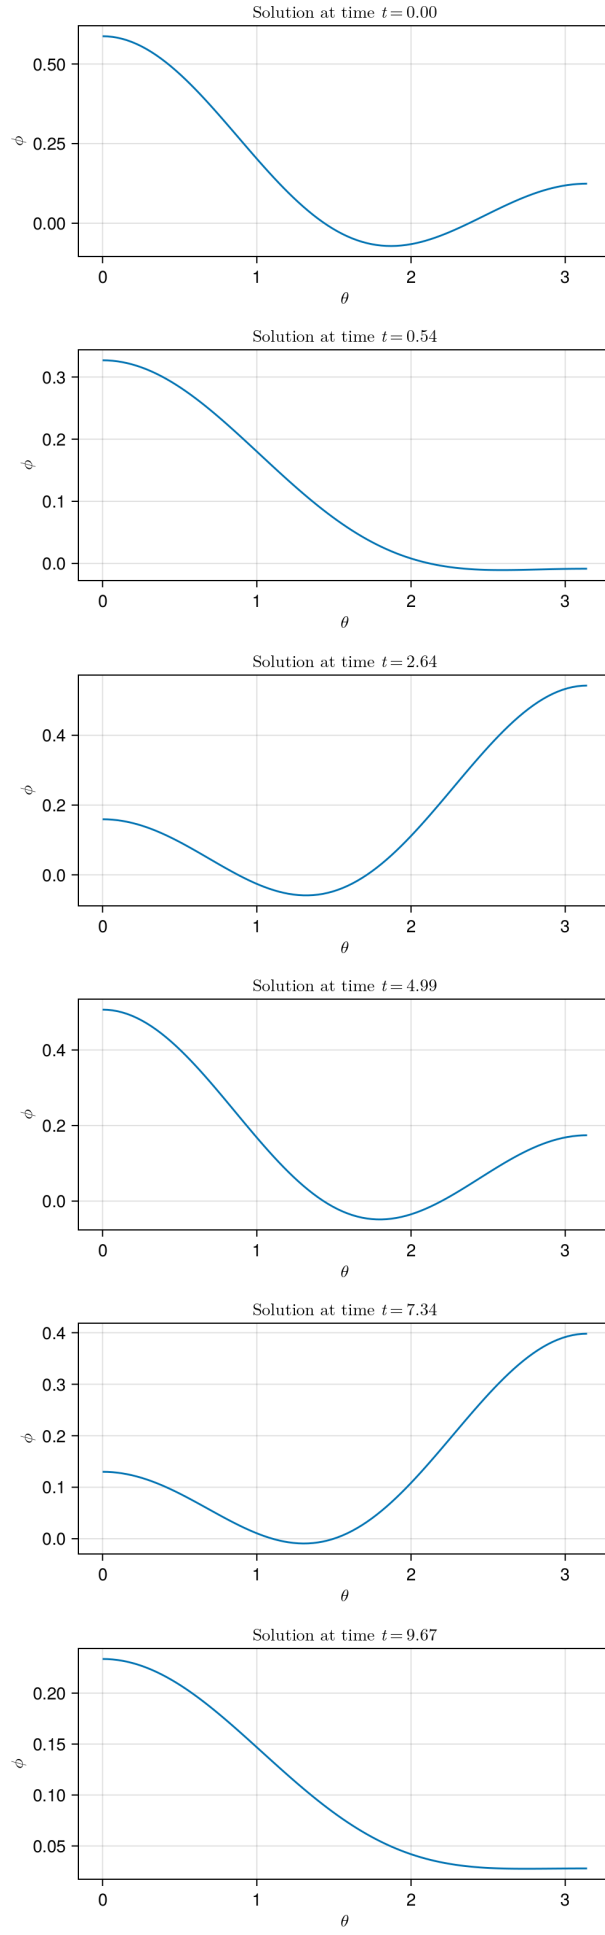 Solution at time t = 0.00
0.50
0.25
0.00
ϕ
0 1 2 3
θ
Solution at time t = 0.54
0.3
0.2
0.1
0.0
ϕ
0 1 2 3
θ
Solution at time t = 2.64
0.4
0.2
0.0
ϕ
0 1 2 3
θ
Solution at time t = 4.99
0.4
0.2
0.0
ϕ
0 1 2 3
θ
Solution at time t = 7.34
0.4
0.3
0.2
0.1
0.0
ϕ
0 1 2 3
θ
Solution at time t = 9.67
0.20
0.15
0.10
0.05
ϕ
0 1 2 3
θ